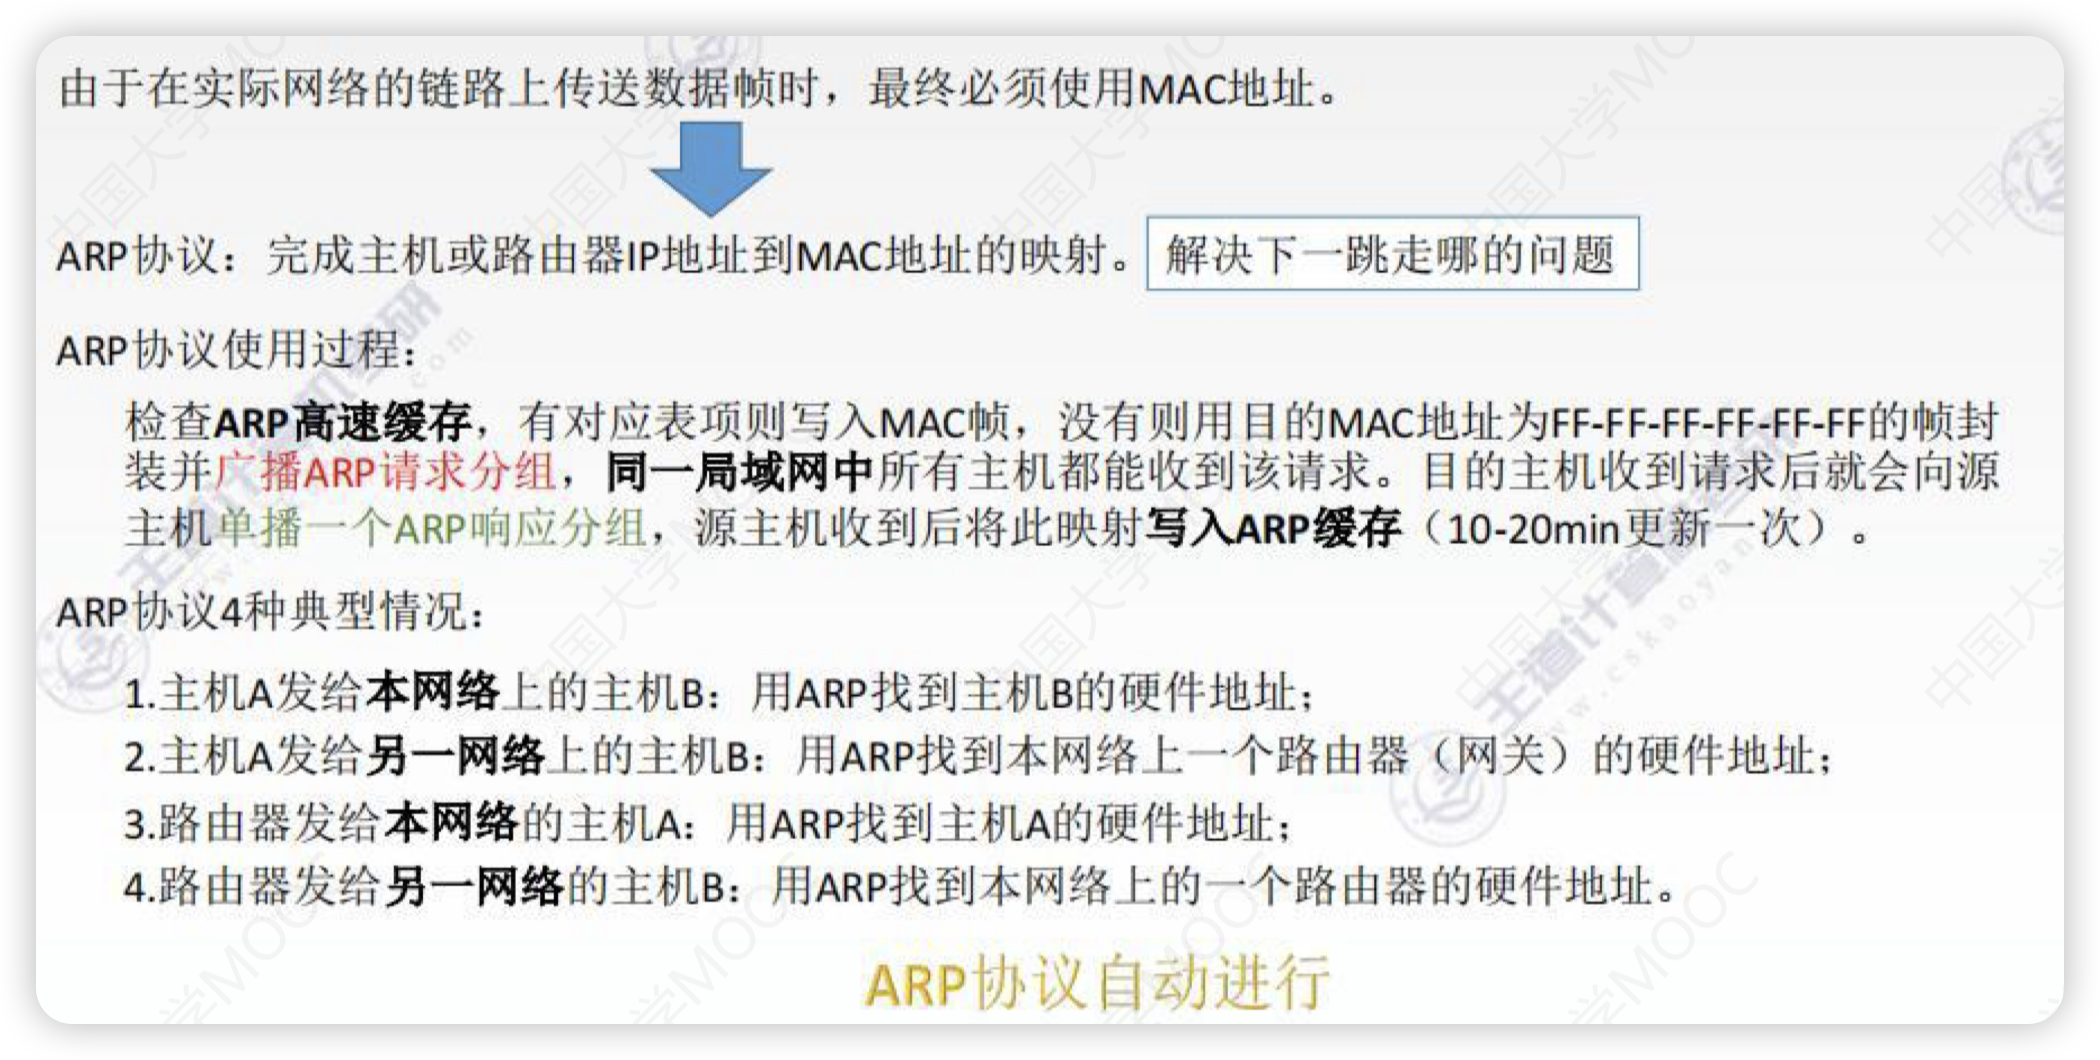 由于在实际网络的链路上传送数据帧时，最终必须使用MAC地址。
ARP协议：完成主机或路由器IP地址到MAC地址的映射。 解决下一跳走哪的问题
ARP协议使用过程：
检查ARP高速缓存，有对应表项则写入MAC帧，没有则用目的MAC地址为FF-FF-FF-FF-FF-FF的帧封
装并广播ARP请求分组，同一局域网中所有主机都能收到该请求。目的主机收到请求后就会向源
主机单播一个ARP响应分组，源主机收到后将此映射写入ARP缓存（10-20min更新一次）。
ARP协议4种典型情况：
1.主机A发给本网络上的主机B：用ARP找到主机B的硬件地址；
2.主机A发给另一网络上的主机B：用ARP找到本网络上一个路由器（网关）的硬件地址；
3.路由器发给本网络的主机A：用ARP找到主机A的硬件地址；
4.路由器发给另一网络的主机B：用ARP找到本网络上的一个路由器的硬件地址。
ARP协议自动进行
中国大学MOOC
王道计算机考研
www.cskaoyan.com